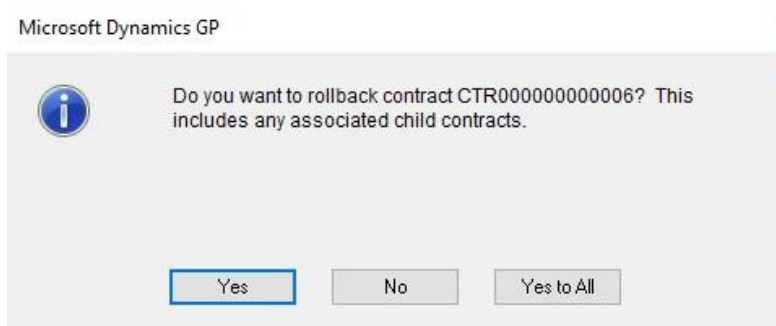 Microsoft Dynamics GP
Do you want to rollback contract CTR000000000006?  This
includes any associated child contracts.
Yes
No
Yes to All